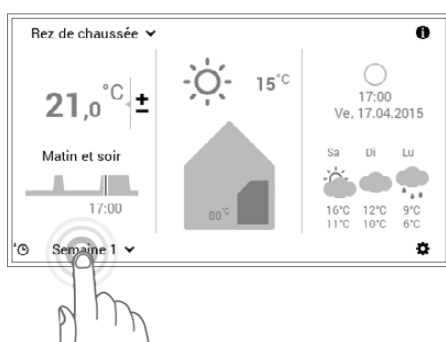 Rez de chaussée
21,0 °C ±
Matin et soir
17:00
Semaine 1
15°C
80°C
17:00
Ve, 17.04.2015
Sa Di Lu
16°C 12°C 9°C
11°C 10°C 6°C